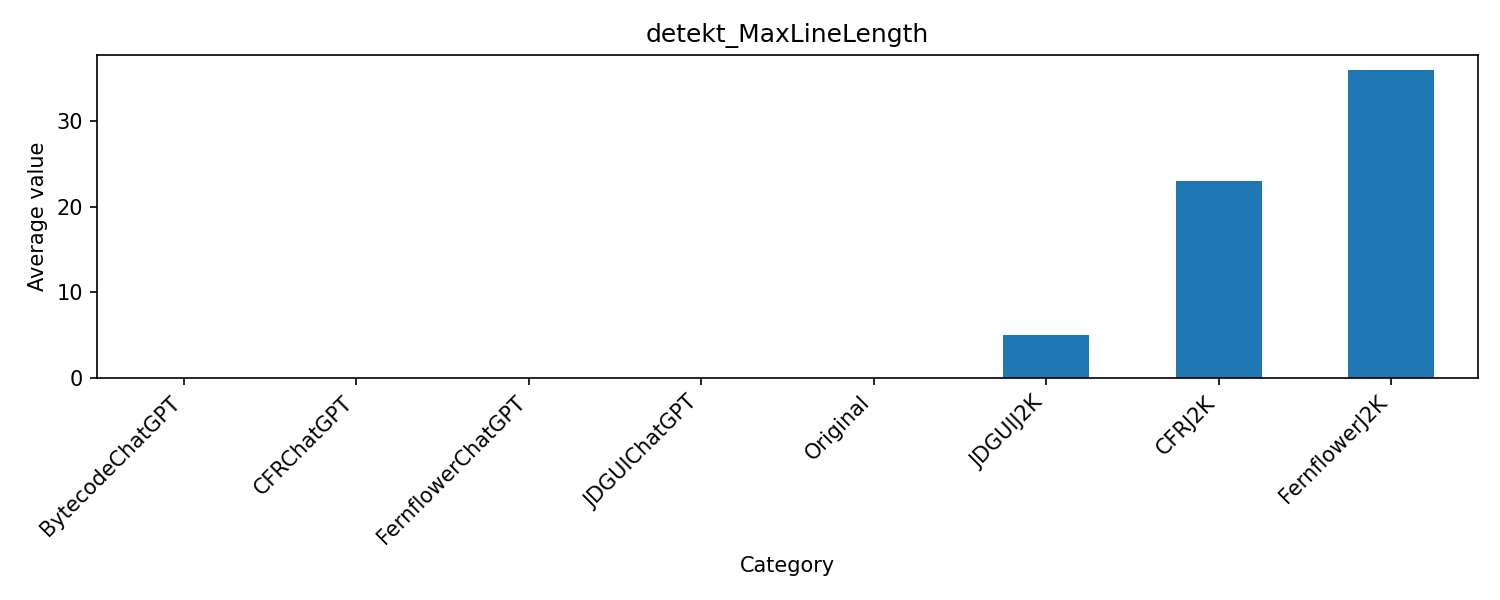 detekt_MaxLineLength
Average value
30
20
10
0
BytecodeChatGPT
CFRChatGPT
FernflowerChatGPT
JDGUIChatGPT
Original
JDGUIJ2K
CFRJ2K
FernflowerJ2K
Category